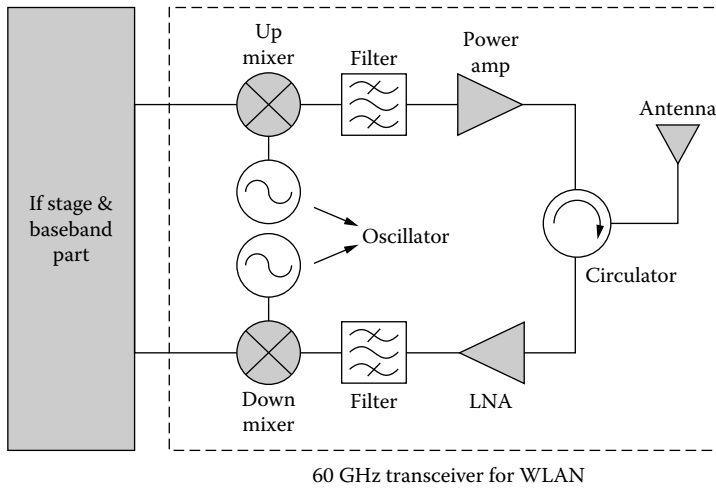 Up
mixer
Filter
Power
amp
Antenna
If stage &
baseband
part
Oscillator
Circulator
Down
mixer
Filter
LNA
60 GHz transceiver for WLAN